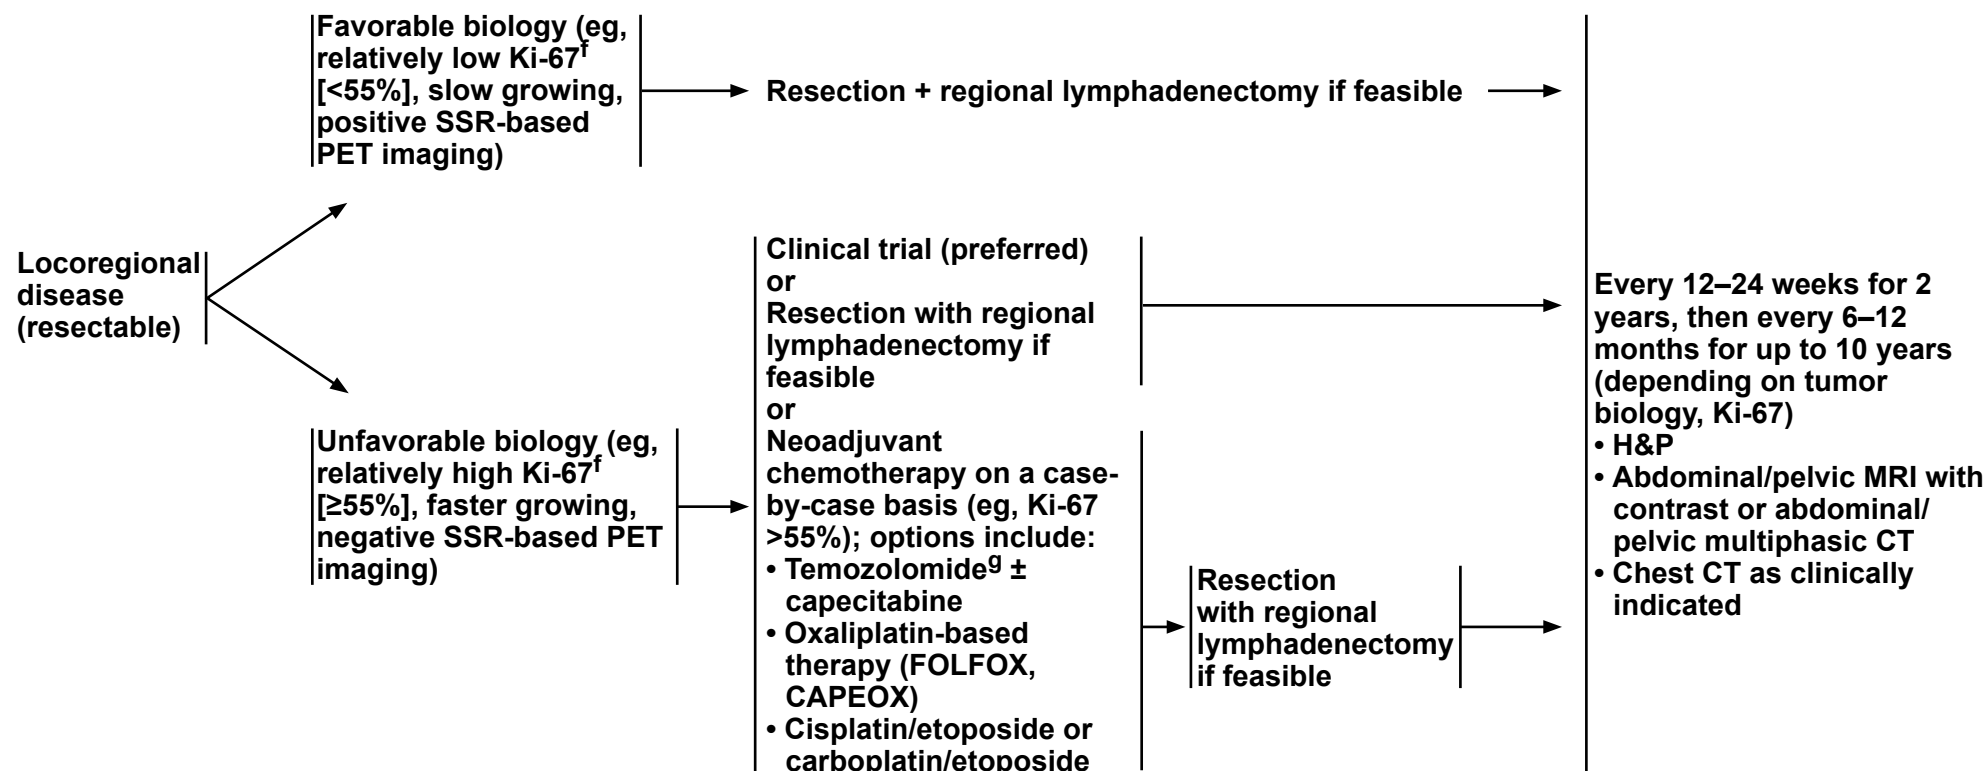 Favorable biology (eg,
relatively low Ki-67f
[<55%], slow growing,
positive SSR-based
PET imaging)
Resection + regional lymphadenectomy if feasible
Locoregional
disease
(resectable)
Unfavorable biology (eg,
relatively high Ki-67f
[≥55%], faster growing,
negative SSR-based PET
imaging)
Clinical trial (preferred)
or
Resection with regional
lymphadenectomy if
feasible
or
Neoadjuvant
chemotherapy on a case-
by-case basis (eg, Ki-67
>55%); options include:
• Temozolomideg ±
capecitabine
• Oxaliplatin-based
therapy (FOLFOX,
CAPEOX)
• Cisplatin/etoposide or
carboplatin/etoposide
Resection
with regional
lymphadenectomy
if feasible
Every 12–24 weeks for 2
years, then every 6–12
months for up to 10 years
(depending on tumor
biology, Ki-67)
• H&P
• Abdominal/pelvic MRI with
contrast or abdominal/
pelvic multiphasic CT
• Chest CT as clinically
indicated